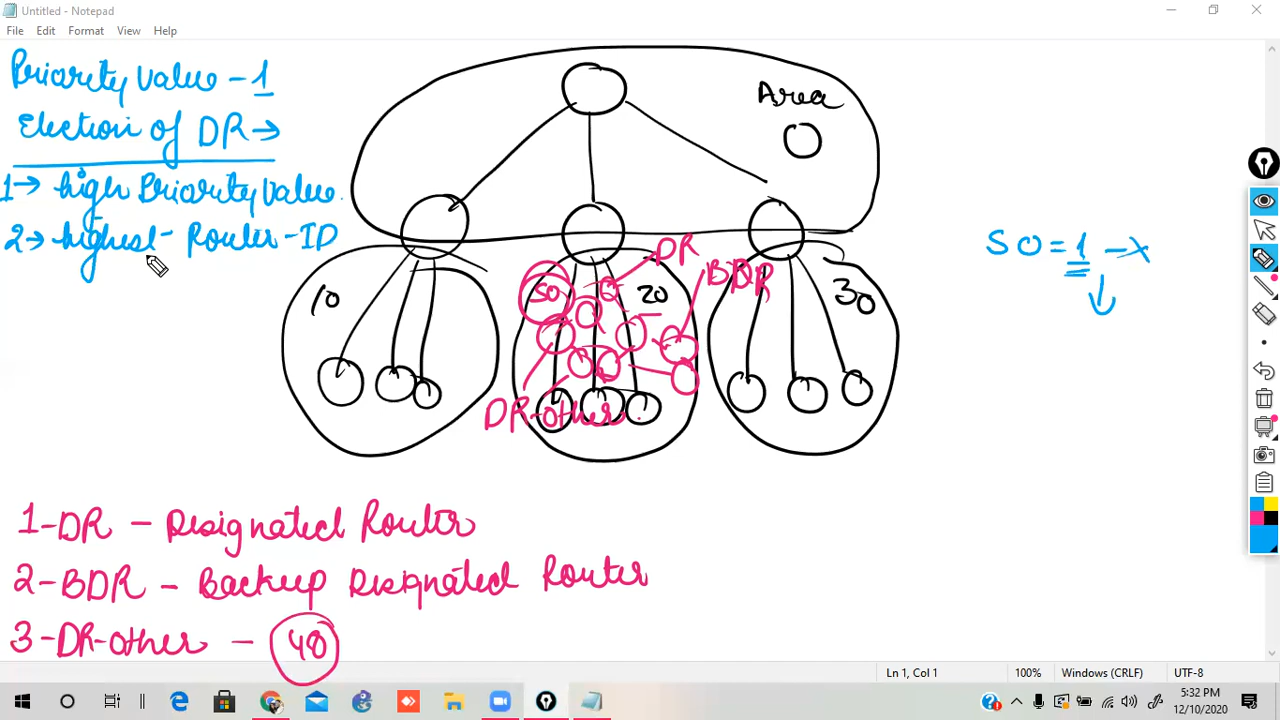 Untitled - Notepad
File Edit Format View Help
Priority Value - 1
Election of DR →
1→ high Priority Value.
2→ highest - Router - ID
Area
O
10
50
20
30
DR
BDR
DR-other
50 = 1 - X
1-DR - Designated Router
2-BDR - Backup Designated Router
3-DR-other - 48
Ln 1, Col 1 100% Windows (CRLF) UTF-8
5:32 PM
12/10/2020